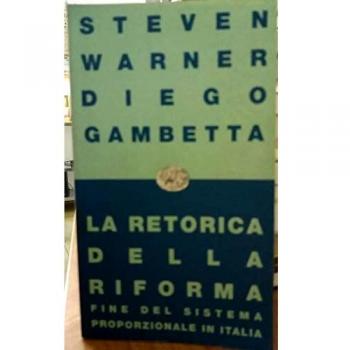 STEVEN
WARNER
DIEGO
GAMBETTA
LA RETORICA
DELLA
RIFORMA
FINE DEL SISTEMA
PROPORZIONALE IN ITALIA